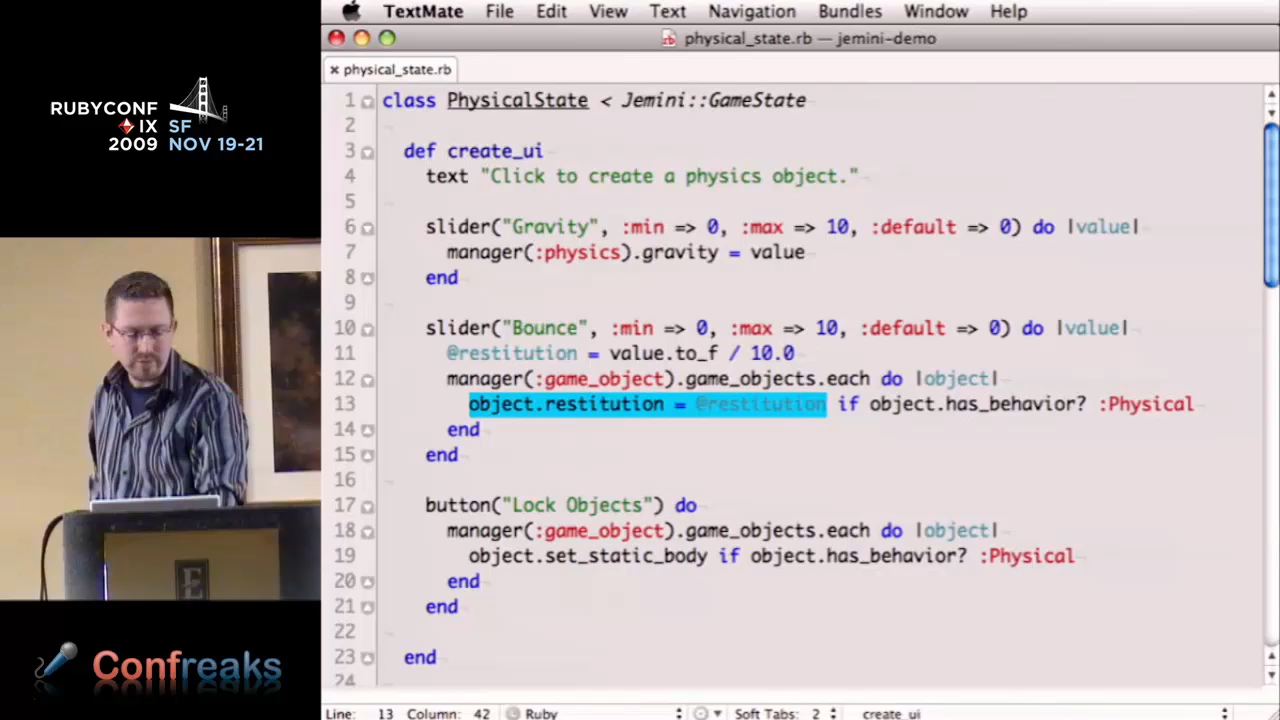 TextMate File Edit View Text Navigation Bundles Window Help
physical_state.rb — jemini-demo
physical_state.rb
RUBYCONF
IX SF
2009 NOV 19-21
1 class PhysicalState < Jemini::GameState
2
3 def create_ui
4 text "Click to create a physics object."
5
6 slider("Gravity", :min => 0, :max => 10, :default => 0) do |value|
7 manager(:physics).gravity = value
8 end
9
10 slider("Bounce", :min => 0, :max => 10, :default => 0) do |value|
11 @restitution = value.to_f / 10.0
12 manager(:game_object).game_objects.each do |object|
13 object.restitution = @restitution if object.has_behavior? :Physical
14 end
15 end
16
17 button("Lock Objects") do
18 manager(:game_object).game_objects.each do |object|
19 object.set_static_body if object.has_behavior? :Physical
20 end
21 end
22
23 end
24
E
Confreaks
Line: 13 Column: 42 Ruby Soft Tabs: 2 create_ui